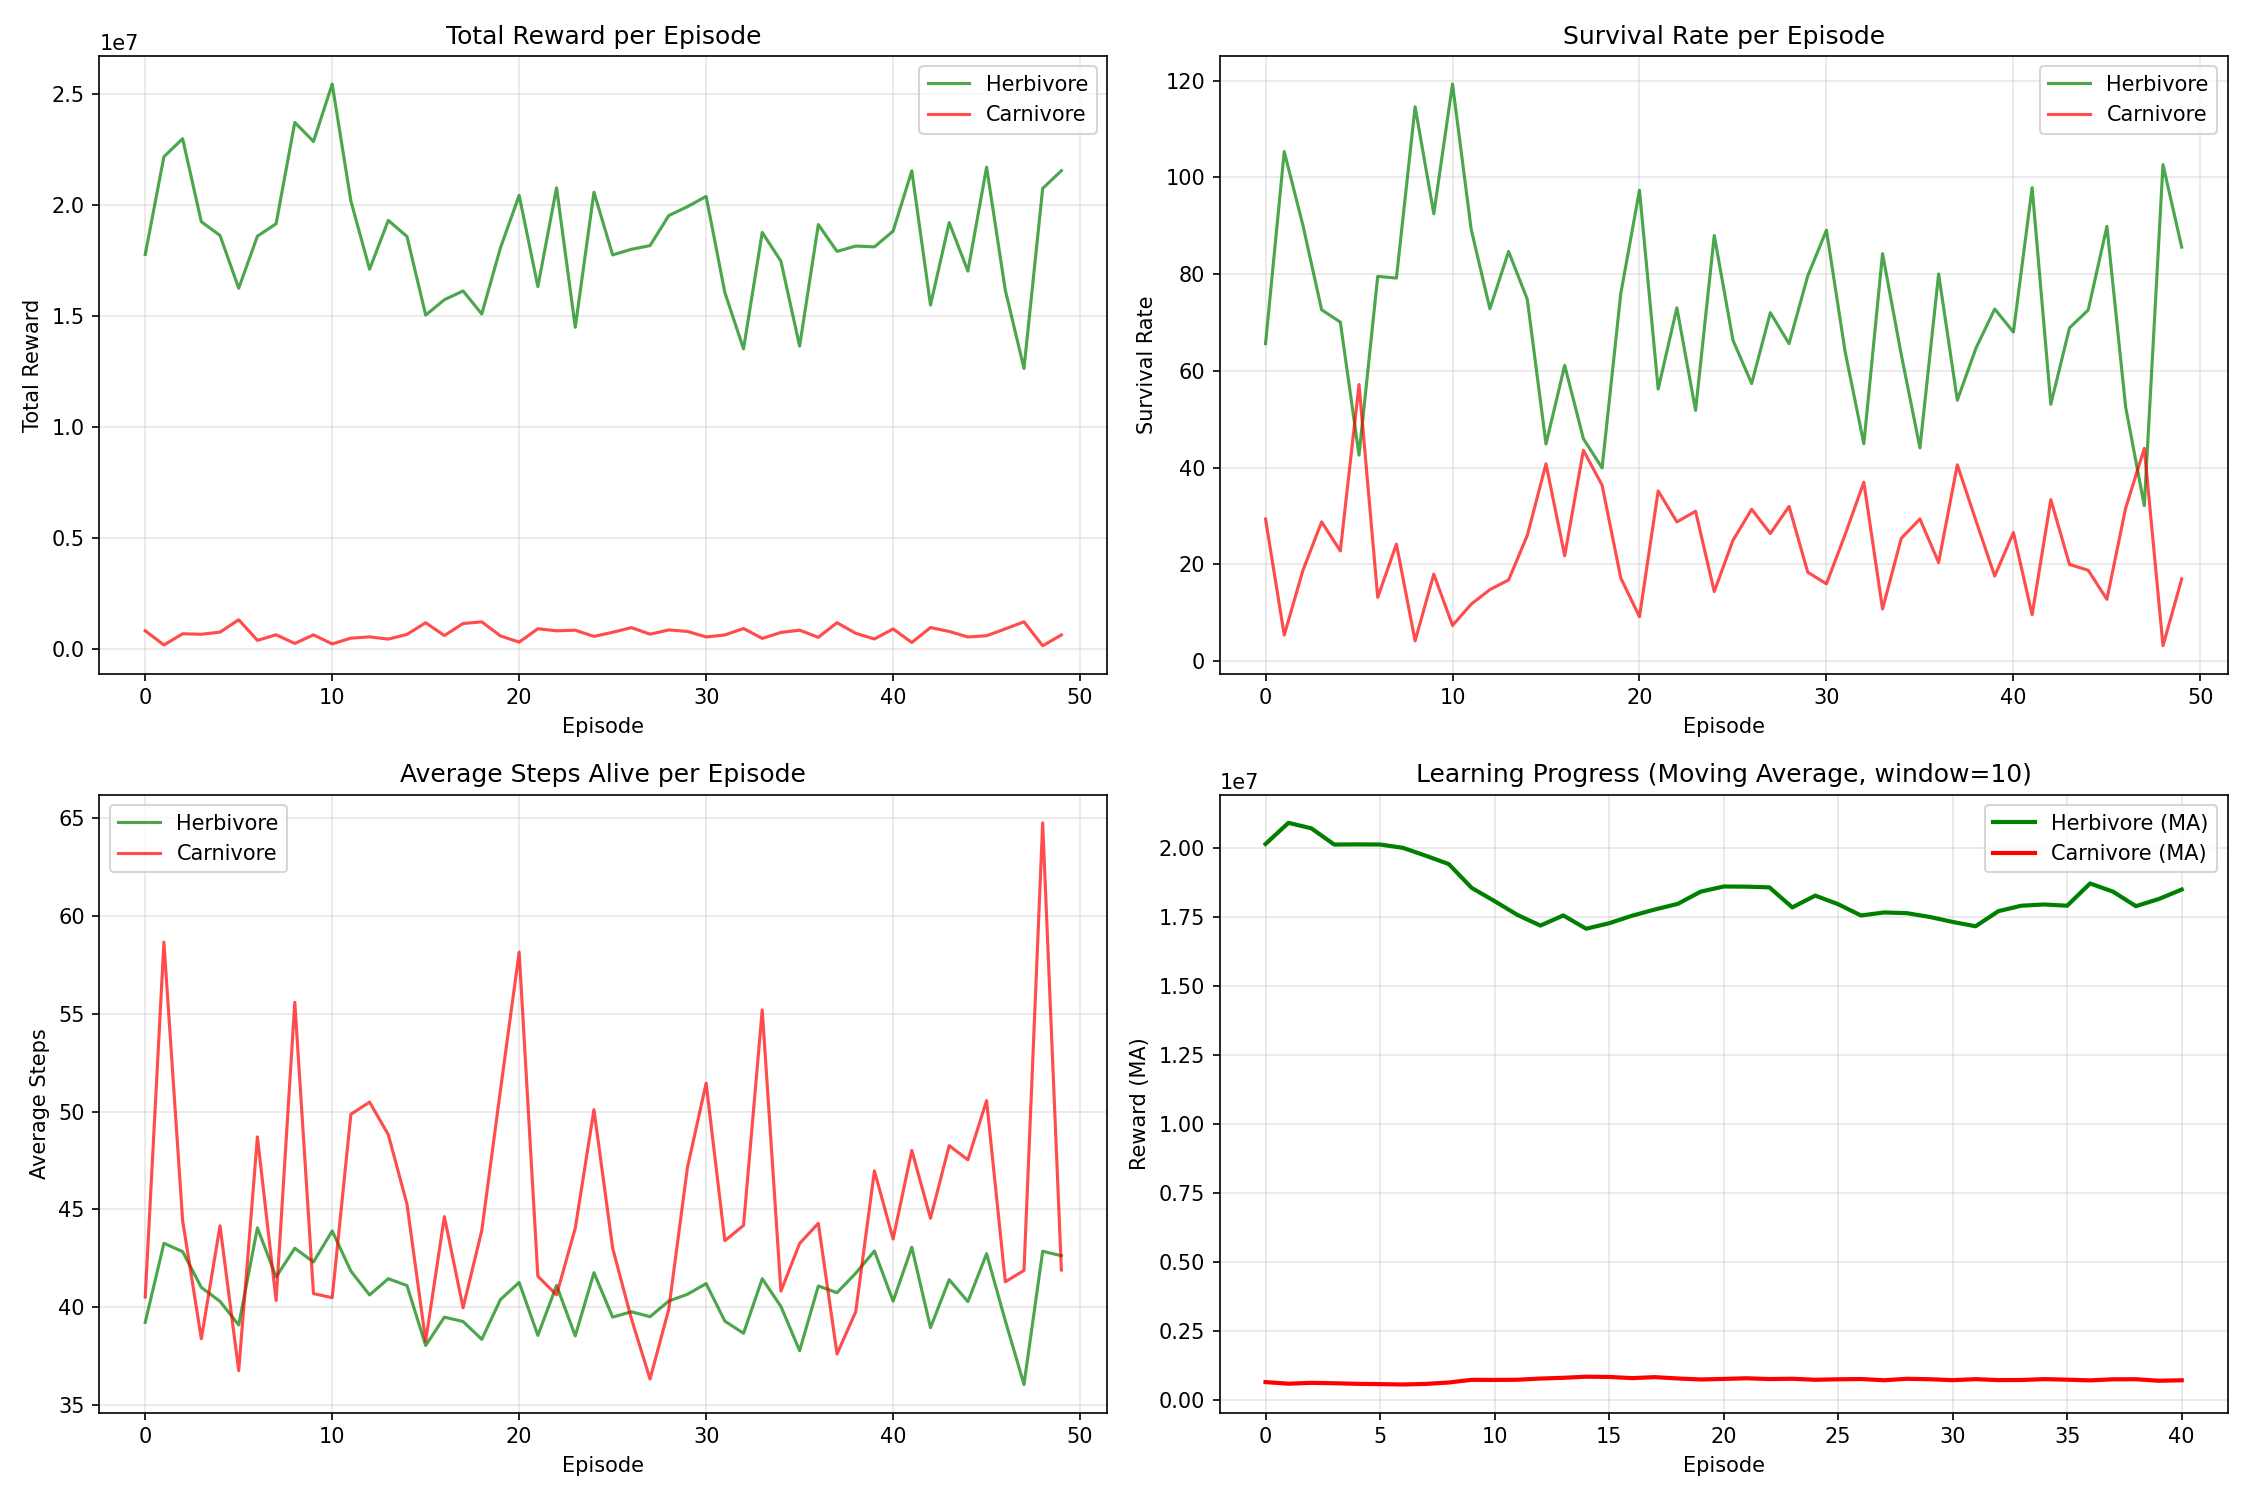 Total Reward per Episode
1e7
2.5
2.0
1.5
1.0
0.5
0.0
Total Reward
0 10 20 30 40 50
Episode
Herbivore
Carnivore
Survival Rate per Episode
120
100
80
60
40
20
0
Survival Rate
0 10 20 30 40 50
Episode
Herbivore
Carnivore
Average Steps Alive per Episode
65
60
55
50
45
40
35
Average Steps
0 10 20 30 40 50
Episode
Herbivore
Carnivore
Learning Progress (Moving Average, window=10)
1e7
2.00
1.75
1.50
1.25
1.00
0.75
0.50
0.25
0.00
Reward (MA)
0 5 10 15 20 25 30 35 40
Episode
Herbivore (MA)
Carnivore (MA)